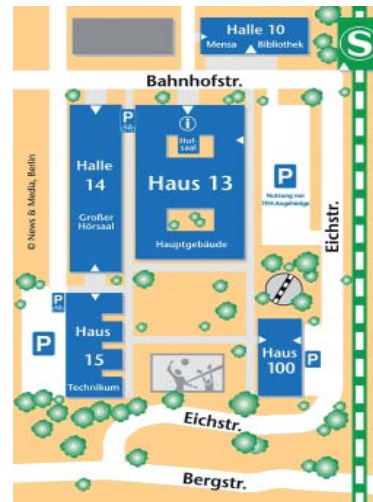 Halle 10
Mensa Bibliothek
S
Bahnhofstr.
P
i
Hof-
saal
Halle
14
Großer
Hörsaal
Haus 13
Hauptgebäude
P
Nutzung nur
TFH-Angehörige
Eichstr.
© News & Media, Berlin
P
P
Haus
15
Technikum
Haus
100
P
Eichstr.
Bergstr.